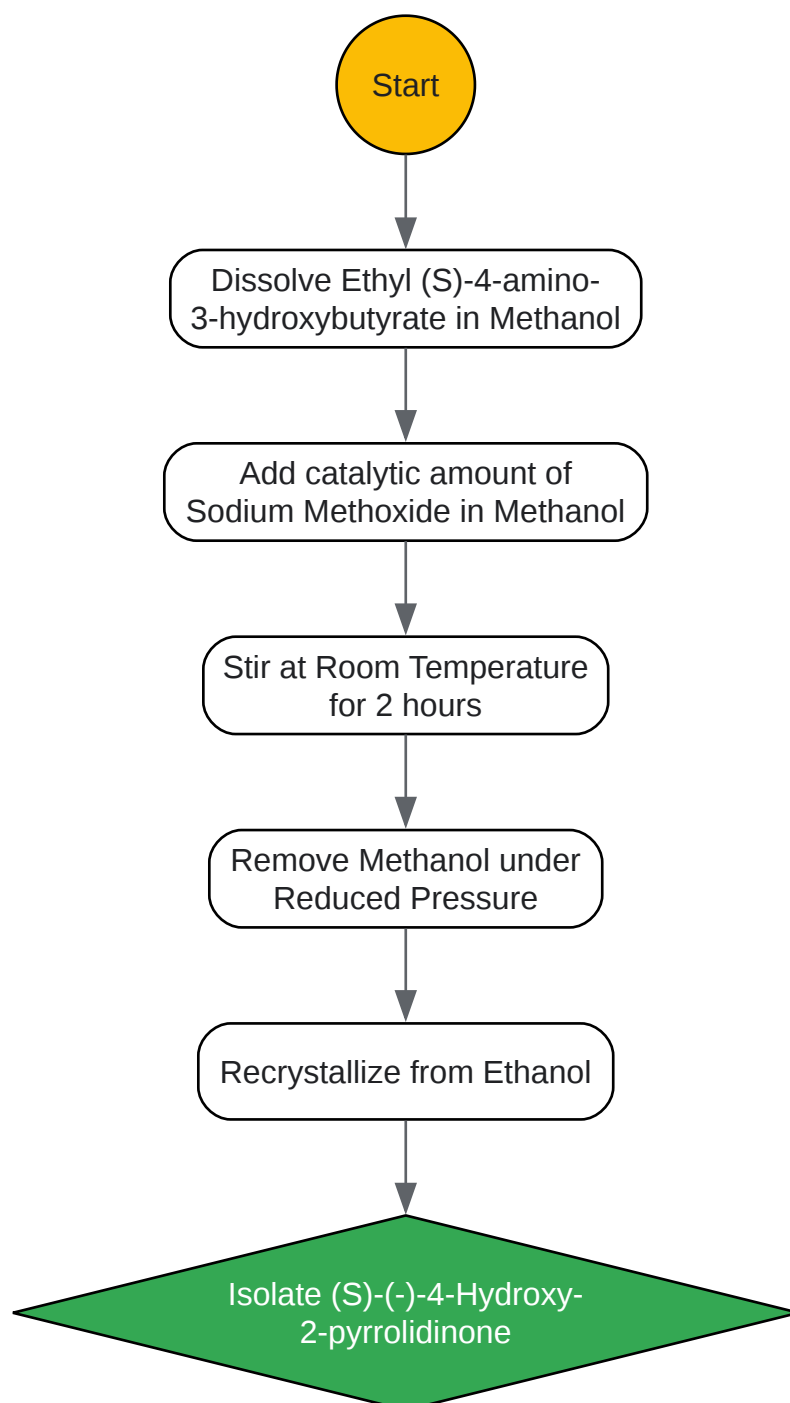 Start
Dissolve Ethyl (S)-4-amino-
3-hydroxybutyrate in Methanol
Add catalytic amount of
Sodium Methoxide in Methanol
Stir at Room Temperature
for 2 hours
Remove Methanol under
Reduced Pressure
Recrystallize from Ethanol
Isolate (S)-(-)-4-Hydroxy-
2-pyrrolidinone